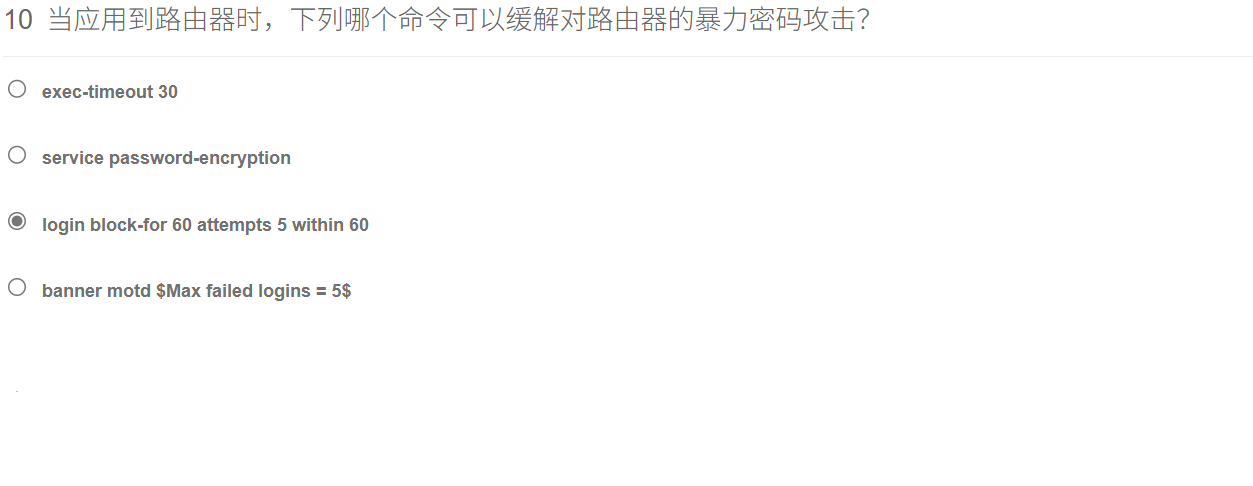 10 当应用到路由器时，下列哪个命令可以缓解对路由器的暴力密码攻击？
exec-timeout 30
service password-encryption
login block-for 60 attempts 5 within 60
banner motd $Max failed logins = 5$